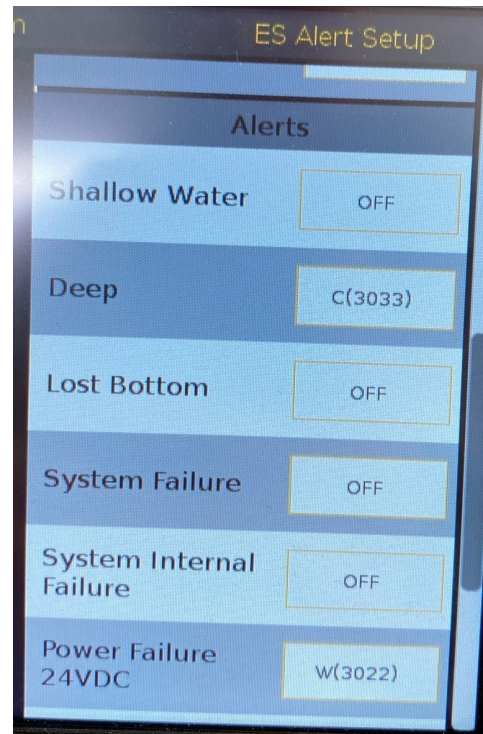 n
ES Alert Setup
Alerts
Shallow Water
OFF
Deep
C(3033)
Lost Bottom
OFF
System Failure
OFF
System Internal
Failure
OFF
Power Failure
24VDC
W(3022)